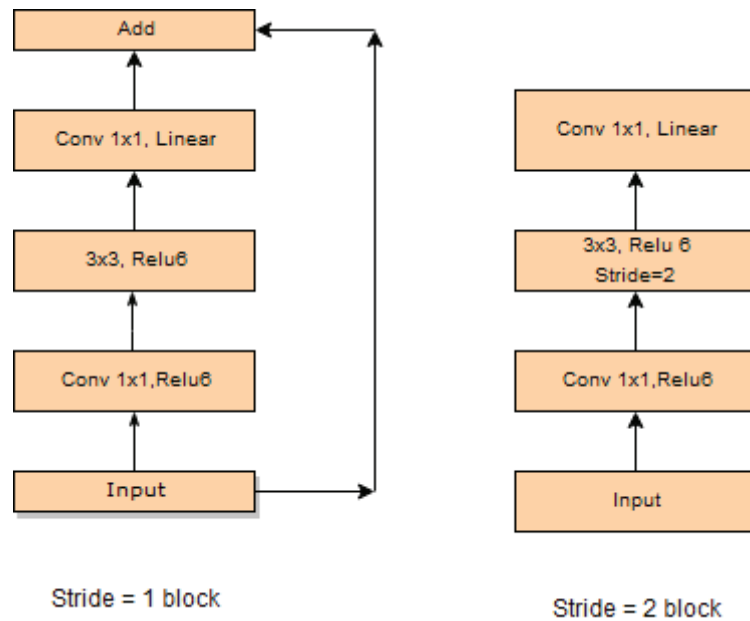 Add
Conv 1x1, Linear
3x3, Relu6
Conv 1x1,Relu6
Input
Stride = 1 block
Conv 1x1, Linear
3x3, Relu 6
Stride=2
Conv 1x1,Relu6
Input
Stride = 2 block